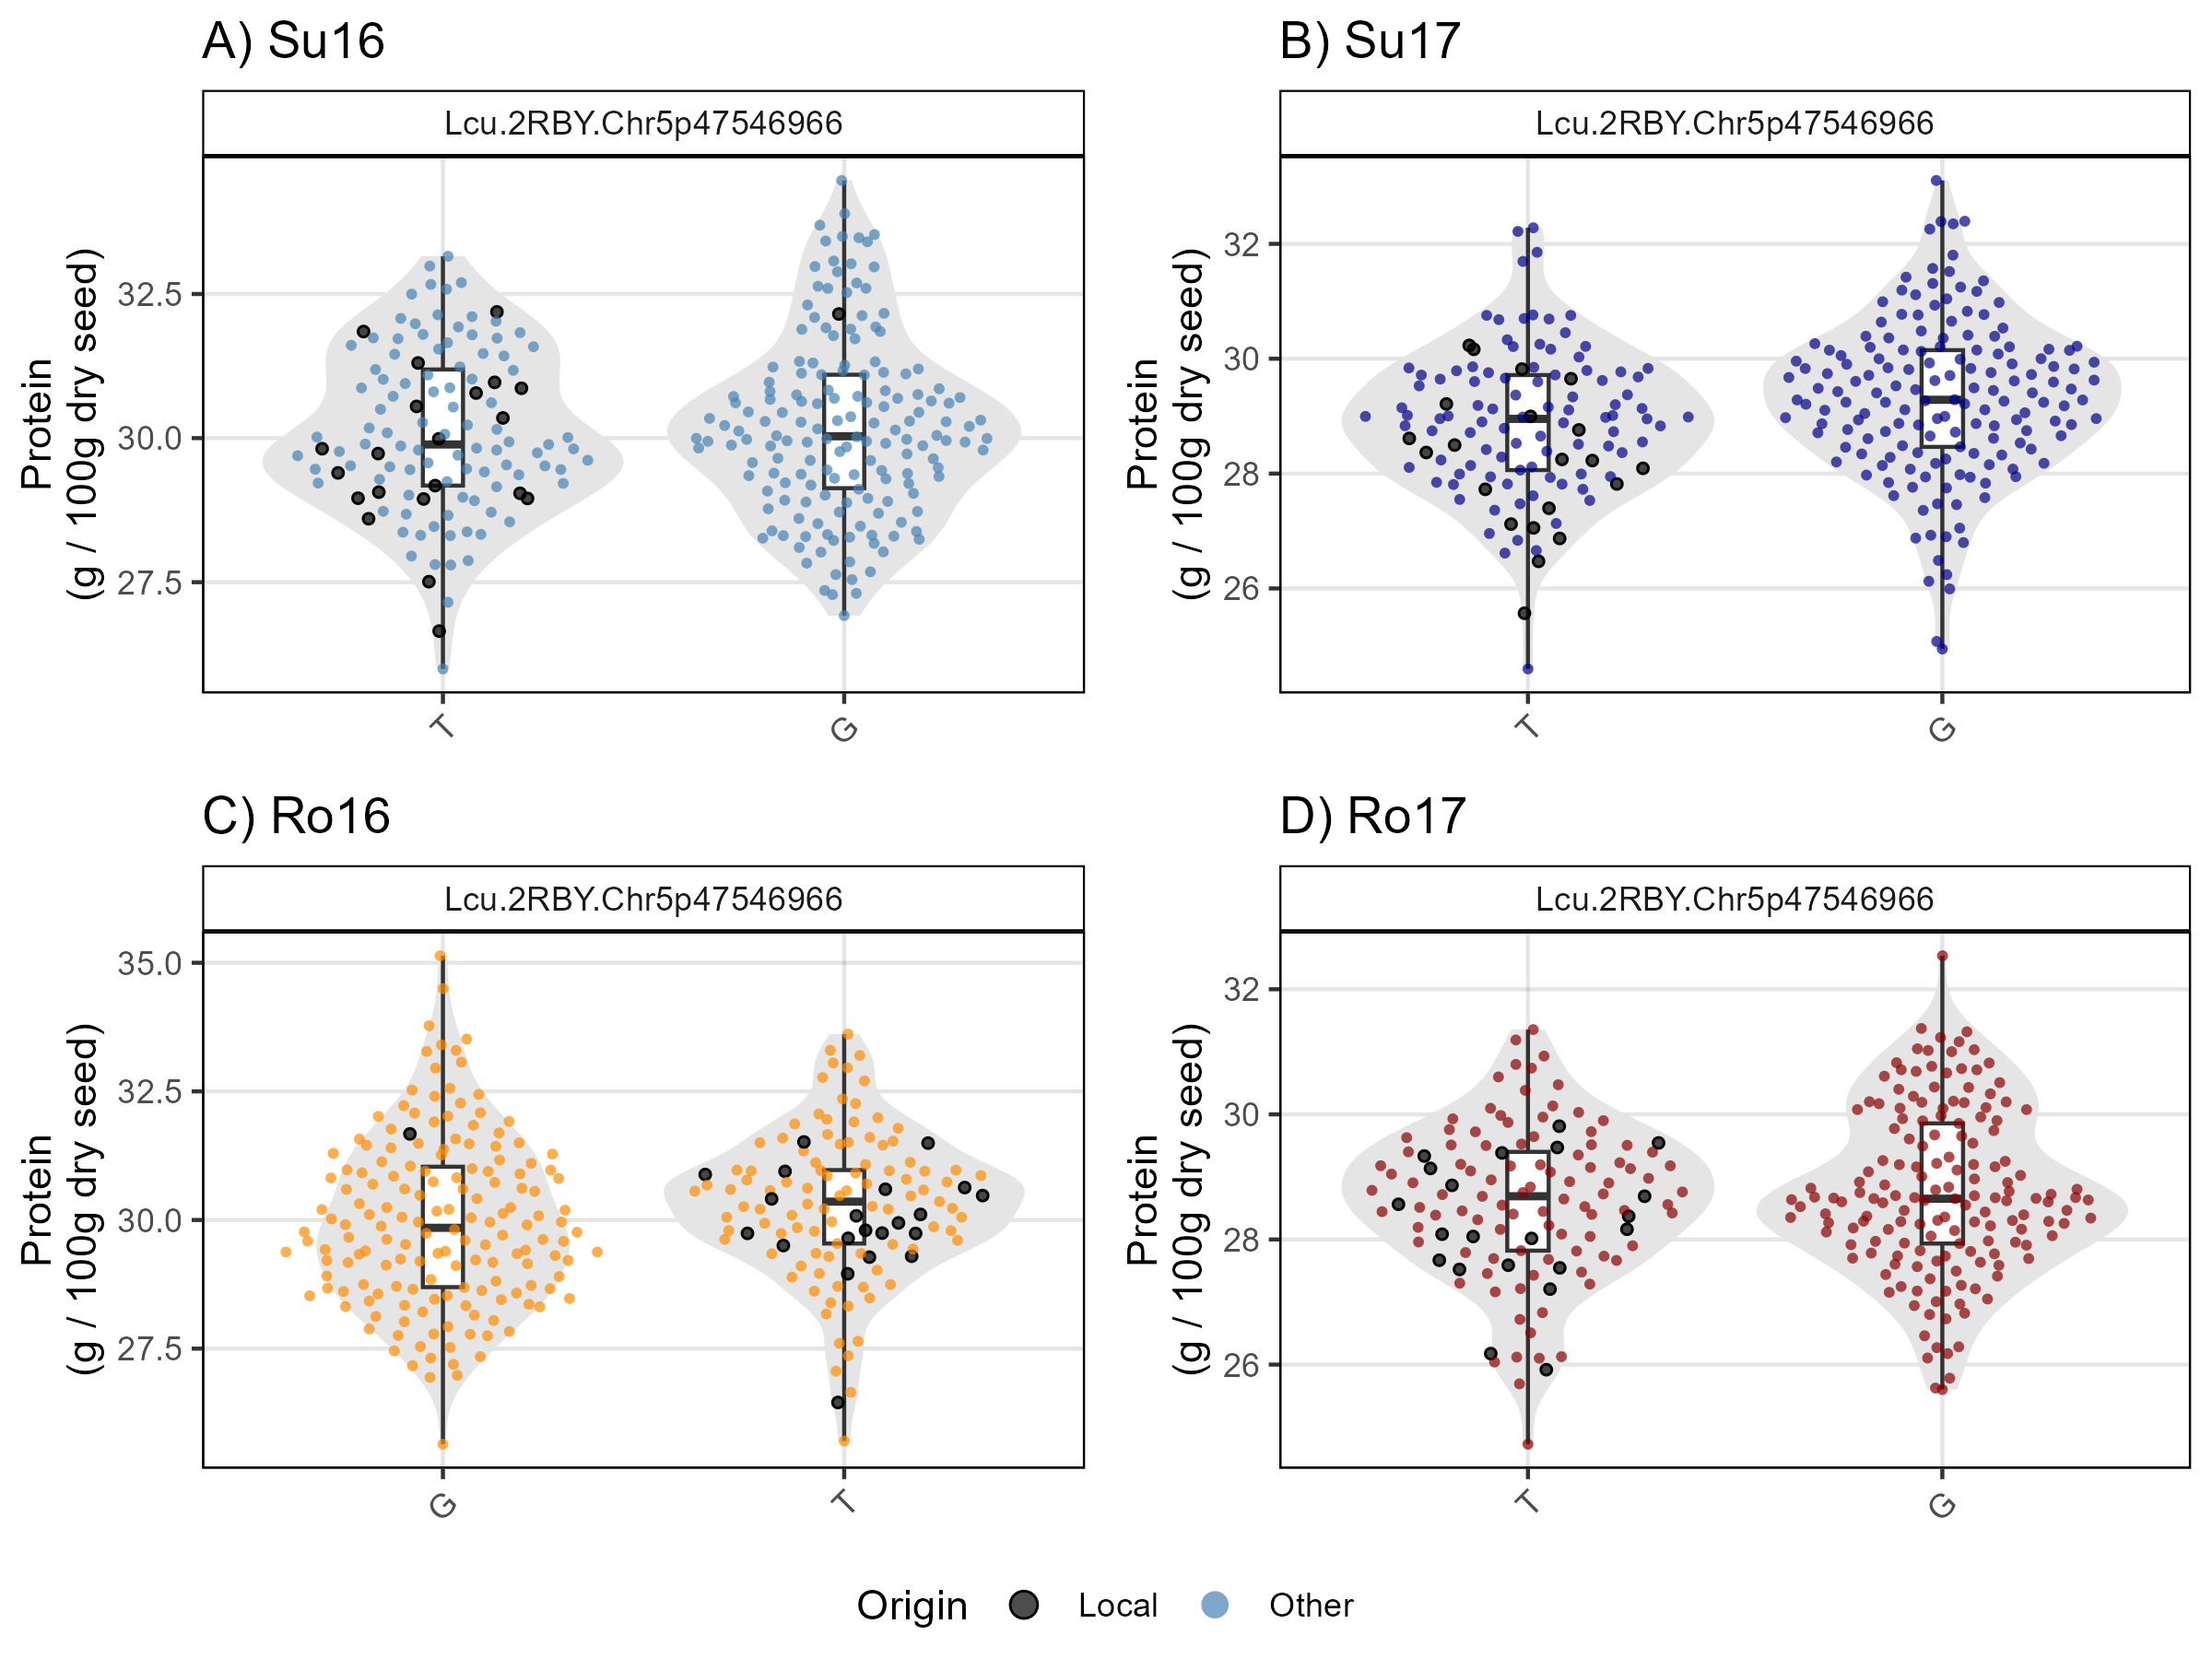 A) Su16
Lcu.2RBY.Chr5p47546966
Protein
(g / 100g dry seed)
32.5
30.0
27.5
T
G
B) Su17
Lcu.2RBY.Chr5p47546966
Protein
(g / 100g dry seed)
32
30
28
26
T
G
C) Ro16
Lcu.2RBY.Chr5p47546966
Protein
(g / 100g dry seed)
35.0
32.5
30.0
27.5
G
T
D) Ro17
Lcu.2RBY.Chr5p47546966
Protein
(g / 100g dry seed)
32
30
28
26
T
G
Origin Local Other